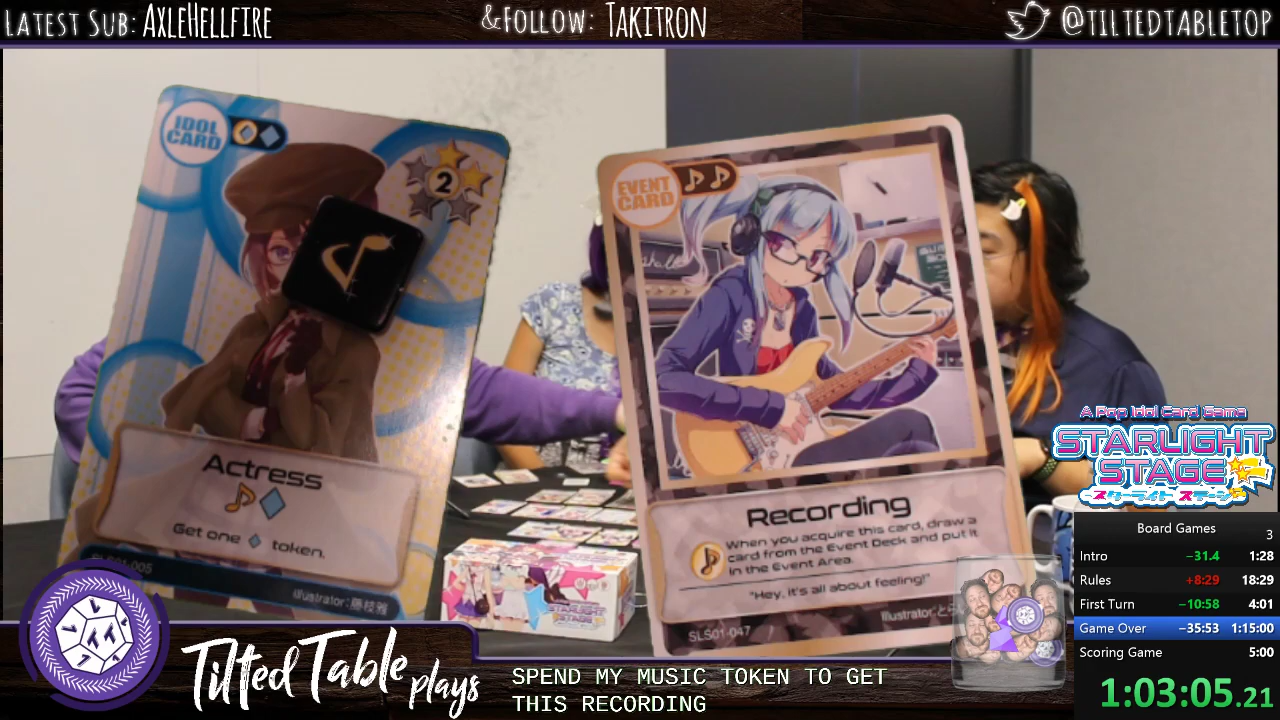 LATEST SUB: AXLEHELLFIRE
&FOLLOW: TAKITRON
@TILTEDTABLETOP
IDOL CARD
2
Actress
Get one token.
Illustrator:藤枝雅
EVENT CARD
Recording
When you acquire this card, draw a
card from the Event Deck and put it
in the Event Area.
"Hey, it's all about feeling!"
SLS01-047
Illustrator:とら
A Pop Idol Card Game
STARLIGHT
STAGE
スターライト ステージ
Board Games
3
Intro −31.4 1:28
Rules +8:29 18:29
First Turn −10:58 4:01
Game Over −35:53 1:15:00
Scoring Game 5:00
1:03:05.21
Tilted Table plays
SPEND MY MUSIC TOKEN TO GET
THIS RECORDING